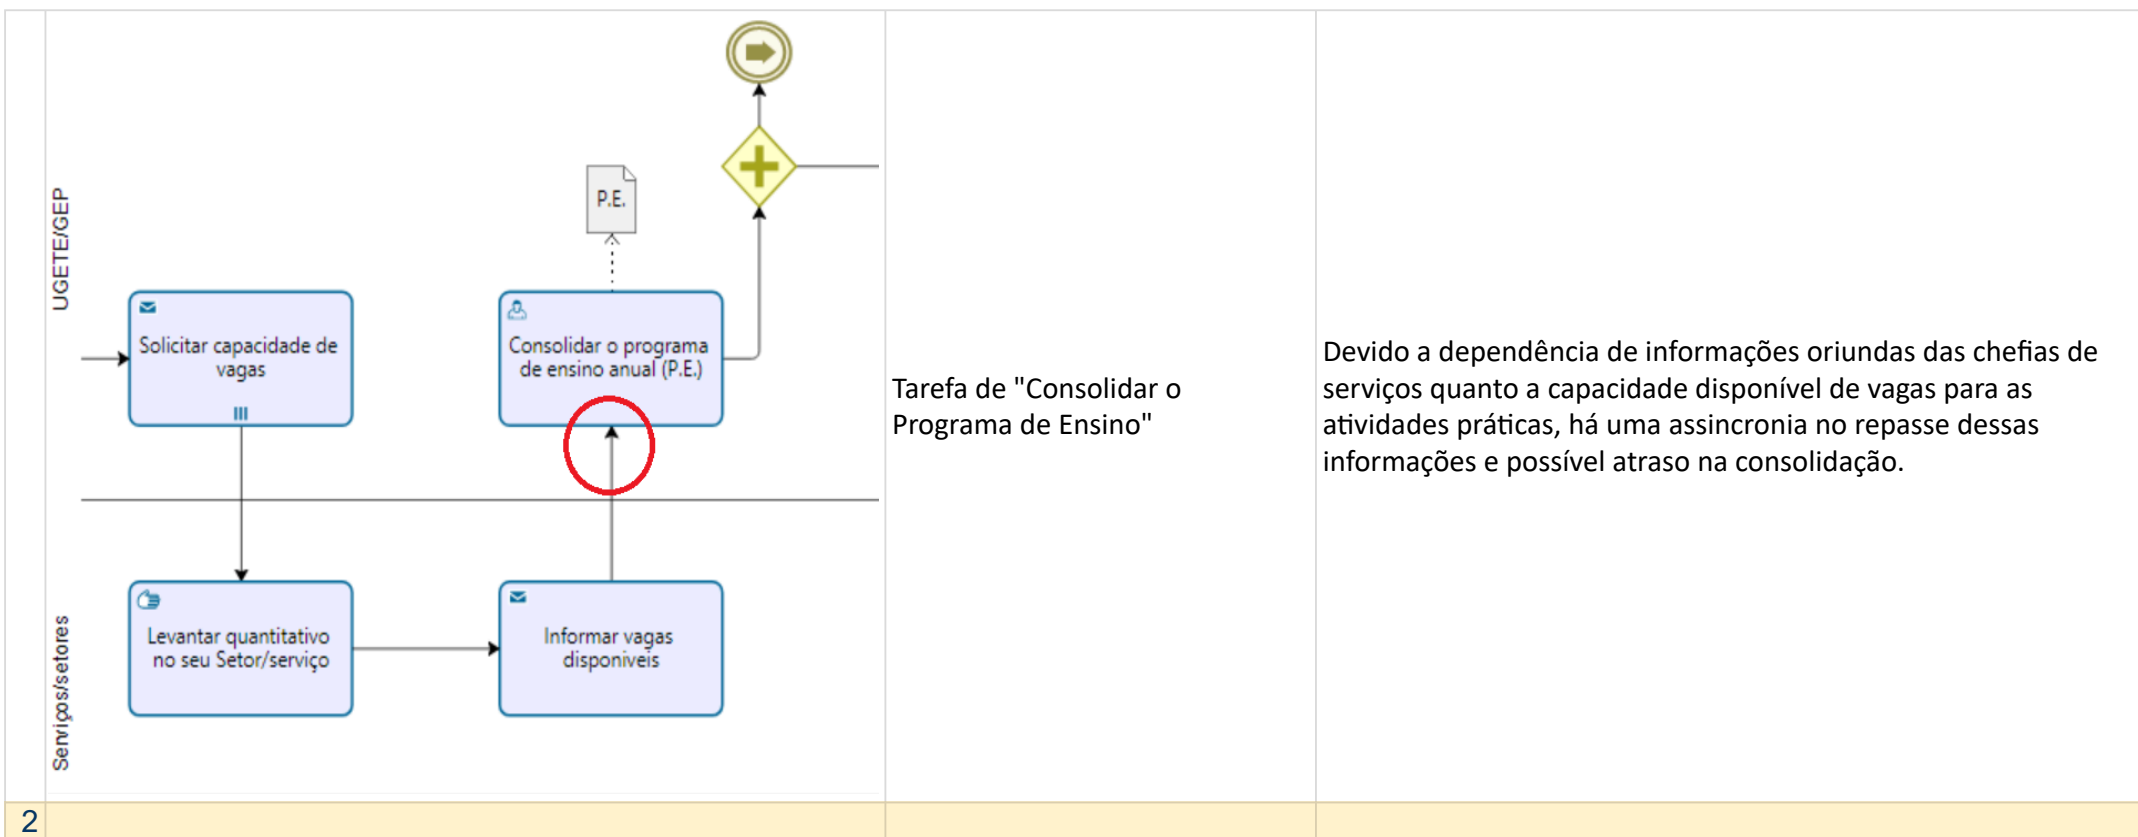 UGETE/GEP
P.E.
Solicitar capacidade de
vagas
Consolidar o programa
de ensino anual (P.E.)
Serviços/setores
Levantar quantitativo
no seu Setor/serviço
Informar vagas
disponiveis
Tarefa de "Consolidar o
Programa de Ensino"
Devido a dependência de informações oriundas das chefias de
serviços quanto a capacidade disponível de vagas para as
atividades práticas, há uma assincronia no repasse dessas
informações e possível atraso na consolidação.
2